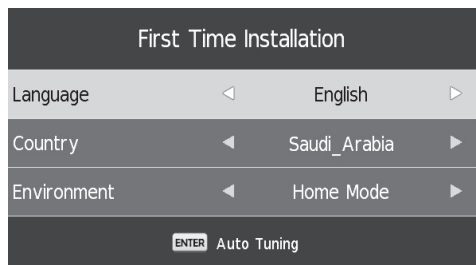 First Time Installation
Language English
Country Saudi_Arabia
Environment Home Mode
ENTER Auto Tuning